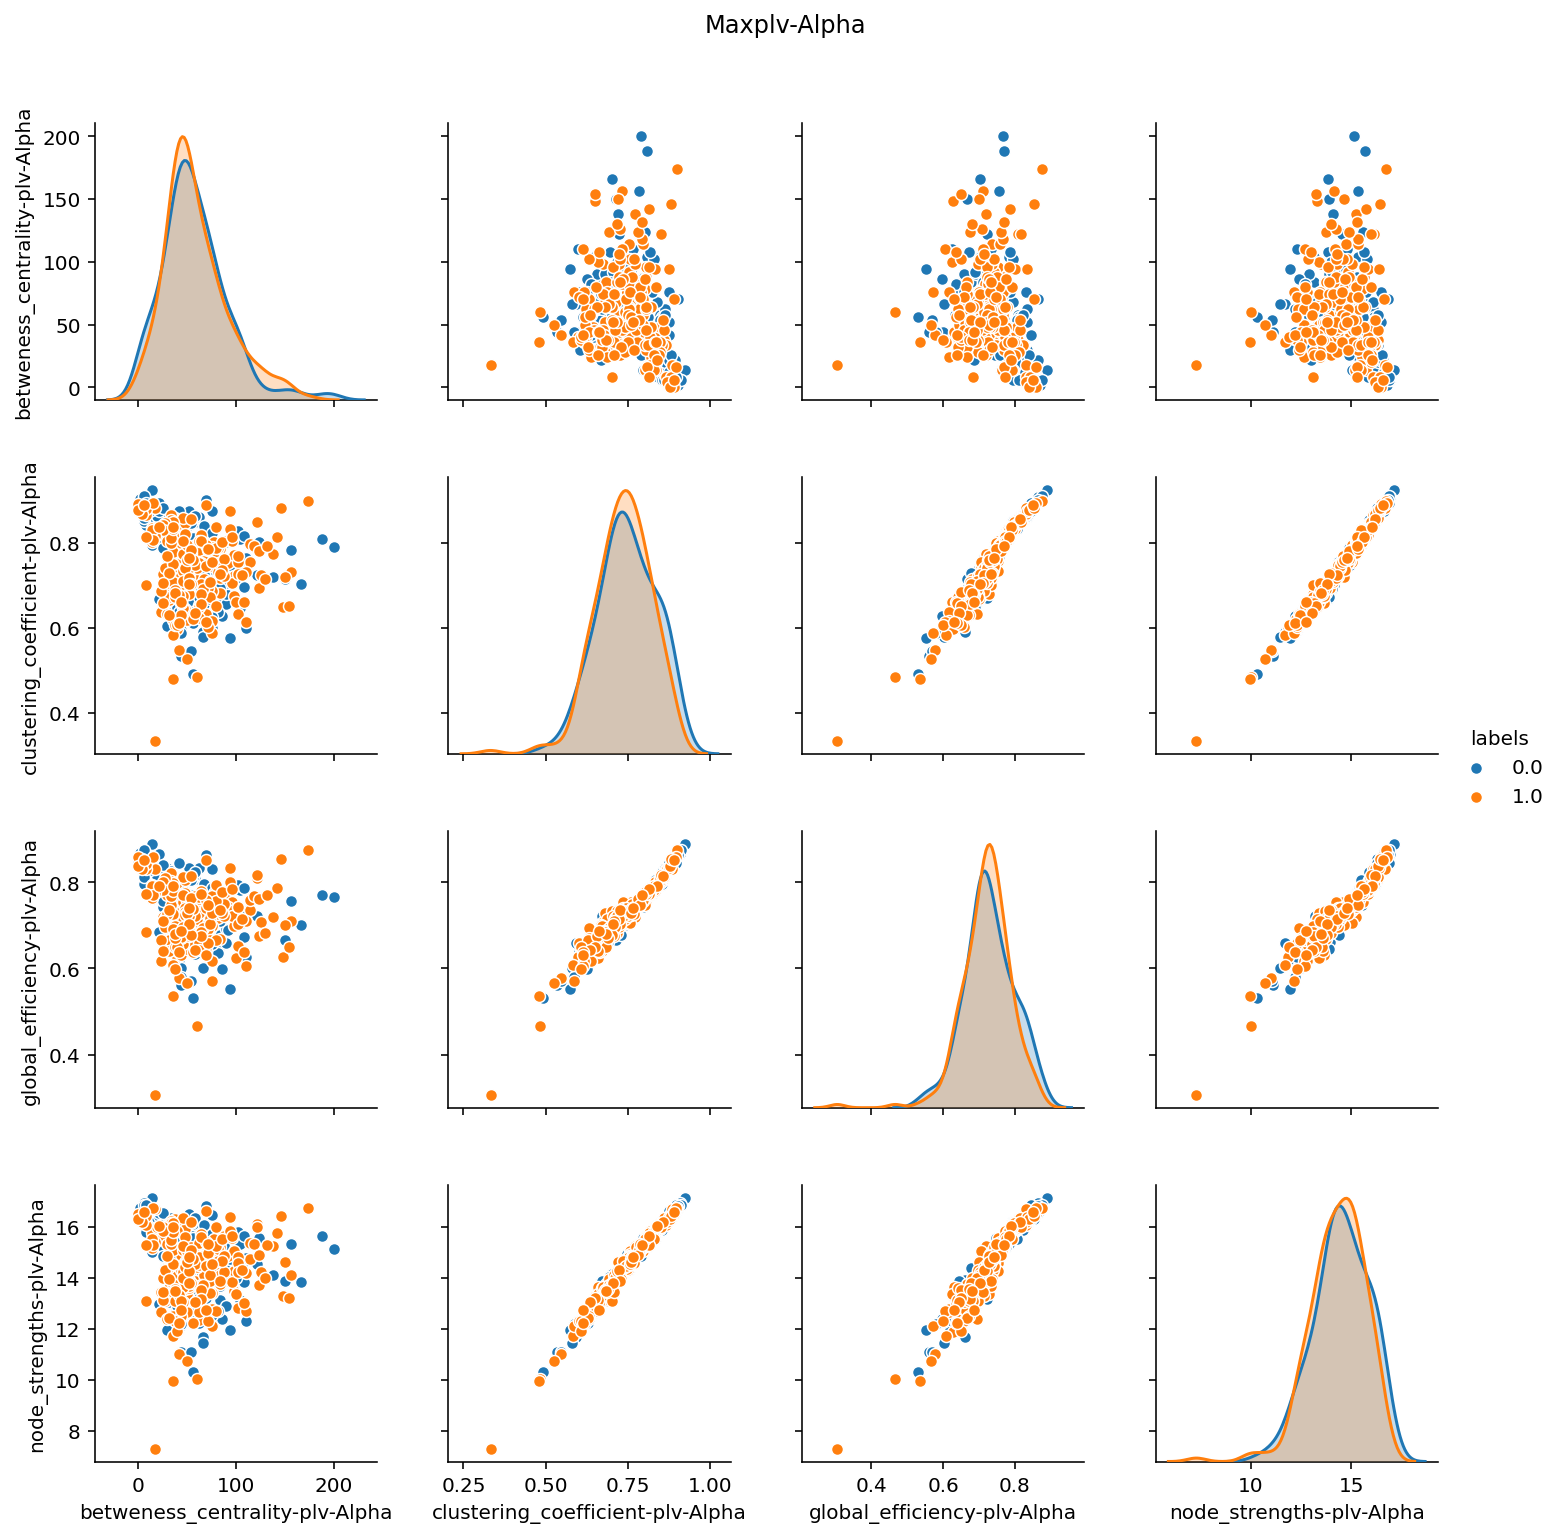 Maxplv-Alpha
betweness_centrality-plv-Alpha
200
150
100
50
0
clustering_coefficient-plv-Alpha
0.8
0.6
0.4
labels
0.0
1.0
global_efficiency-plv-Alpha
0.8
0.6
0.4
node_strengths-plv-Alpha
16
14
12
10
8
0 100 200
0.25 0.50 0.75 1.00
0.4 0.6 0.8
10 15
betweness_centrality-plv-Alpha
clustering_coefficient-plv-Alpha
global_efficiency-plv-Alpha
node_strengths-plv-Alpha